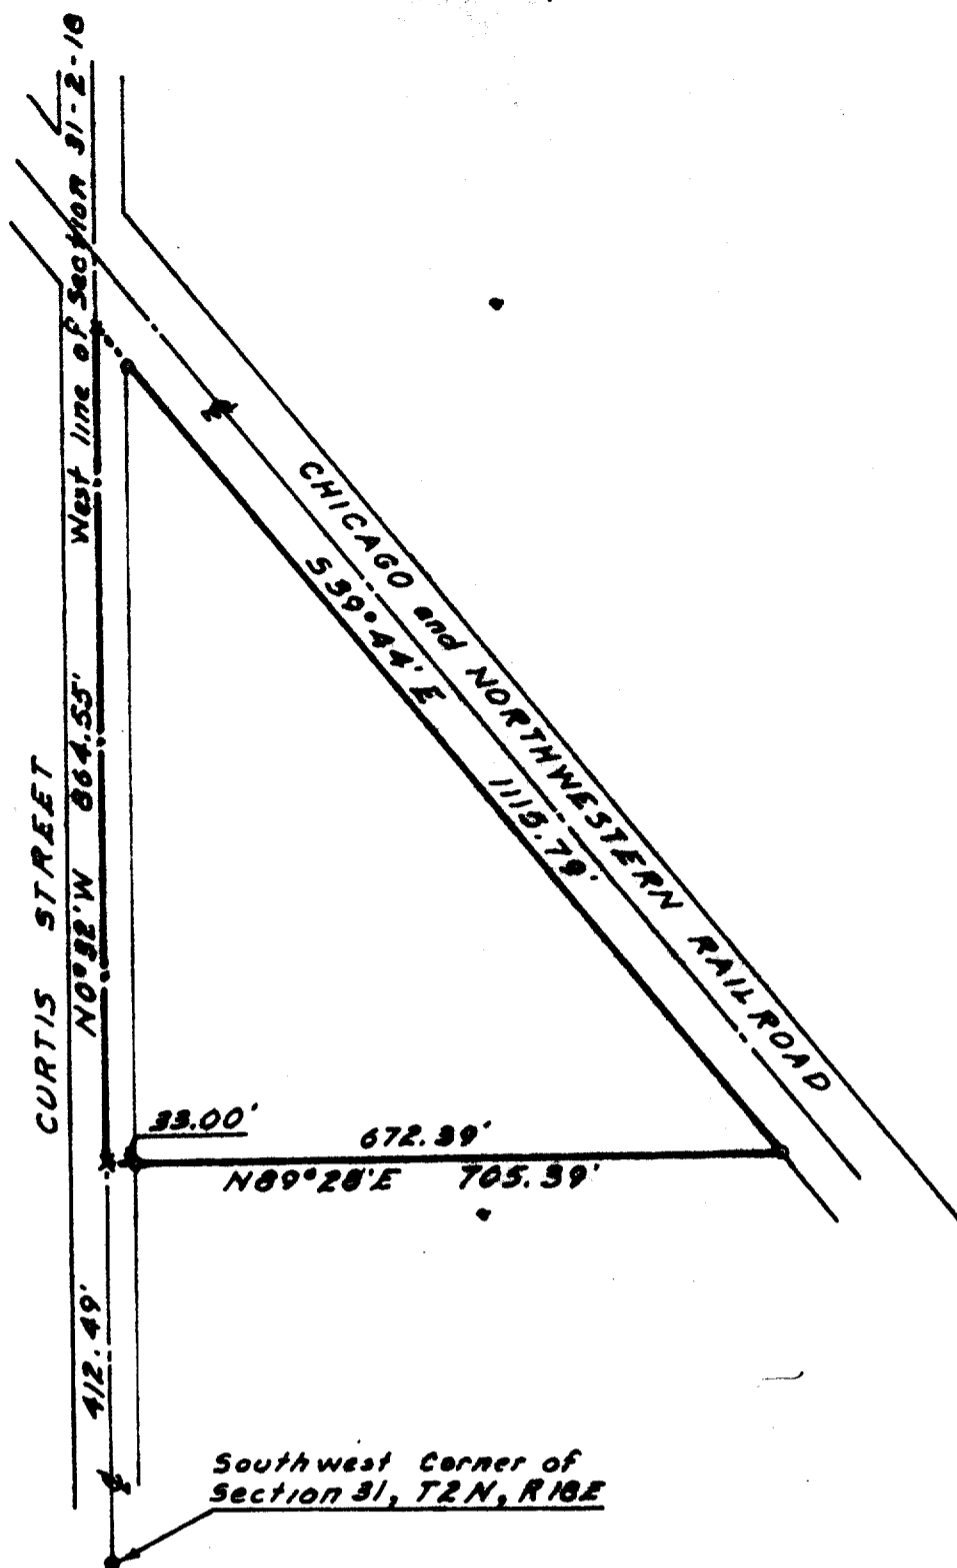 West line of Section 31-2-18
CHICAGO and NORTHWESTERN RAILROAD
S39°44'E 1115.79'
CURTIS STREET
N0°32'W 864.55'
33.00'
672.39'
N89°28'E 705.39'
412.49'
Southwest Corner of
Section 31, T2N, R18E